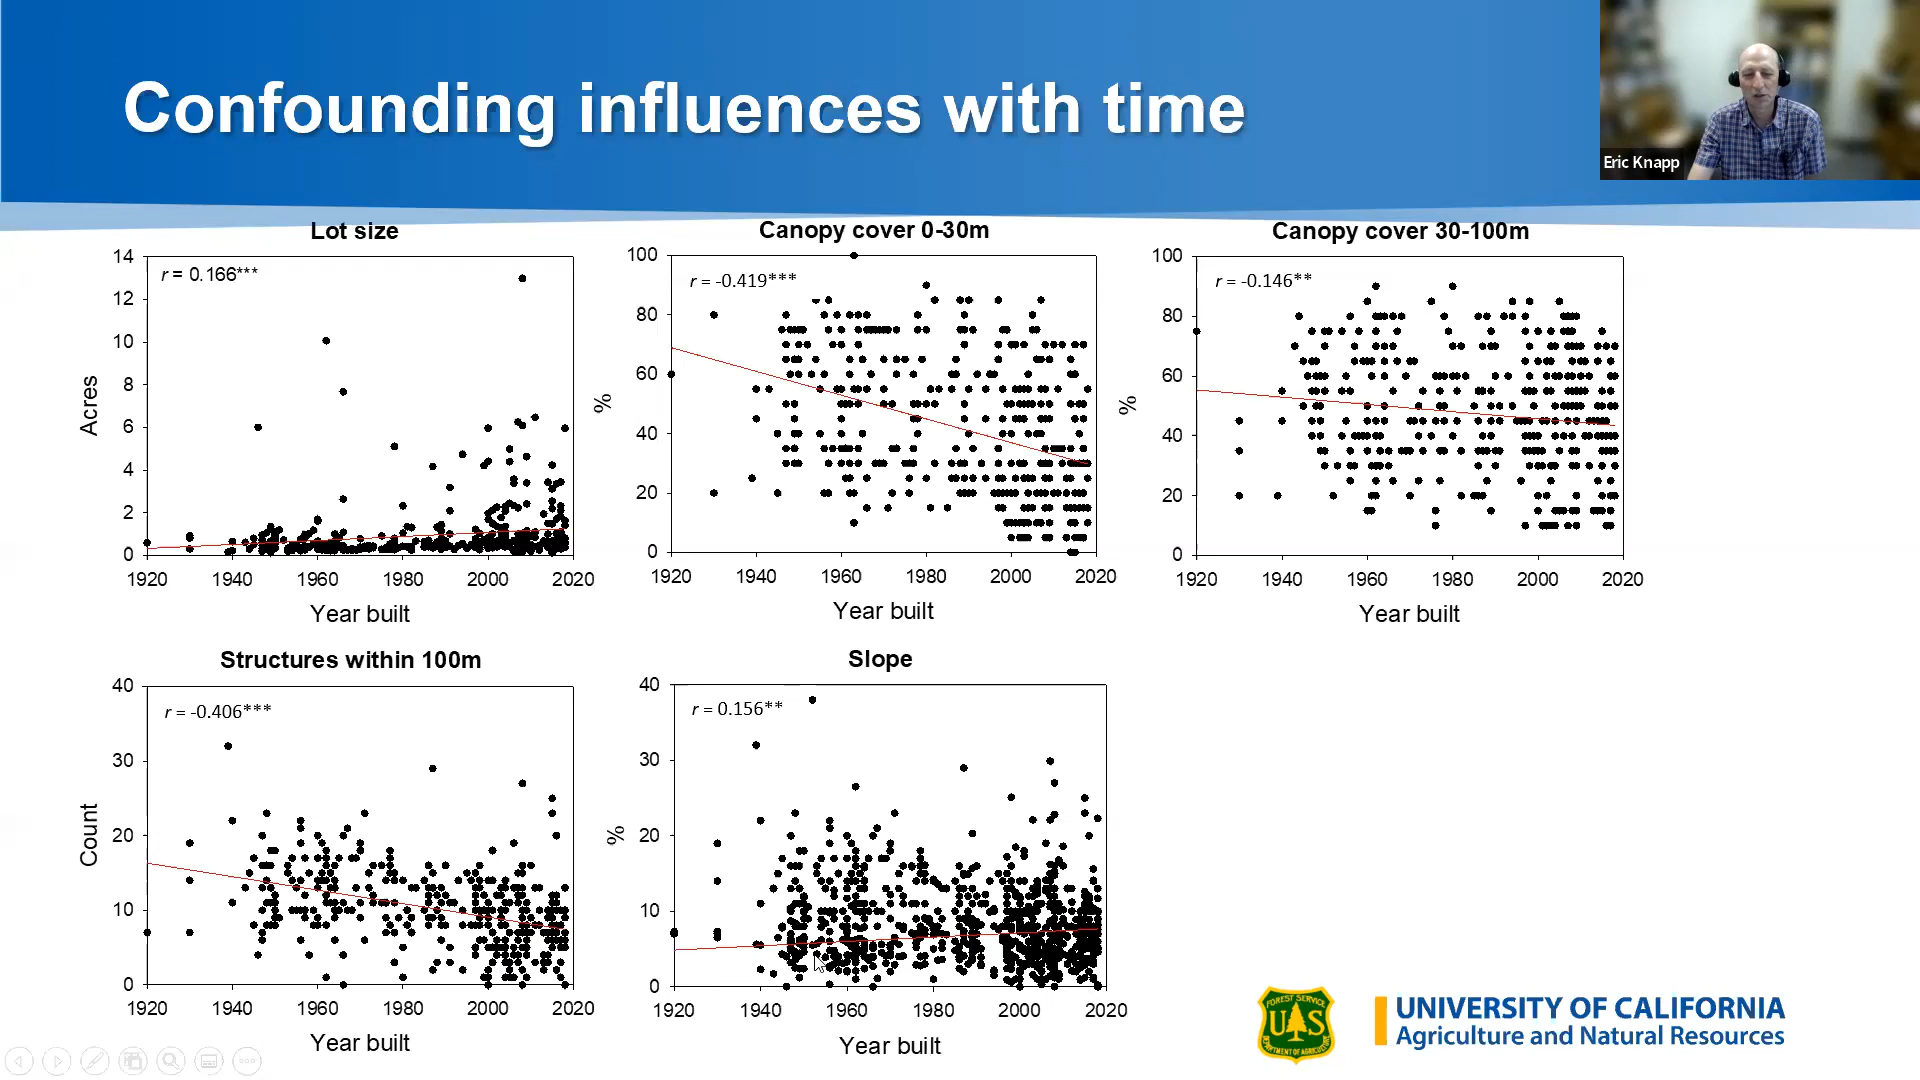 Confounding influences with time
Eric Knapp
Lot size
r = 0.166***
14
12
10
8
6
4
2
0
Acres
1920 1940 1960 1980 2000 2020
Year built
Canopy cover 0-30m
r = -0.419***
100
80
60
40
20
0
%
1920 1940 1960 1980 2000 2020
Year built
Canopy cover 30-100m
r = -0.146**
100
80
60
40
20
0
%
1920 1940 1960 1980 2000 2020
Year built
Structures within 100m
r = -0.406***
40
30
20
10
0
Count
1920 1940 1960 1980 2000 2020
Year built
Slope
r = 0.156**
40
30
20
10
0
%
1920 1940 1960 1980 2000 2020
Year built
FOREST SERVICE
U S
DEPARTMENT OF AGRICULTURE
UNIVERSITY OF CALIFORNIA
Agriculture and Natural Resources